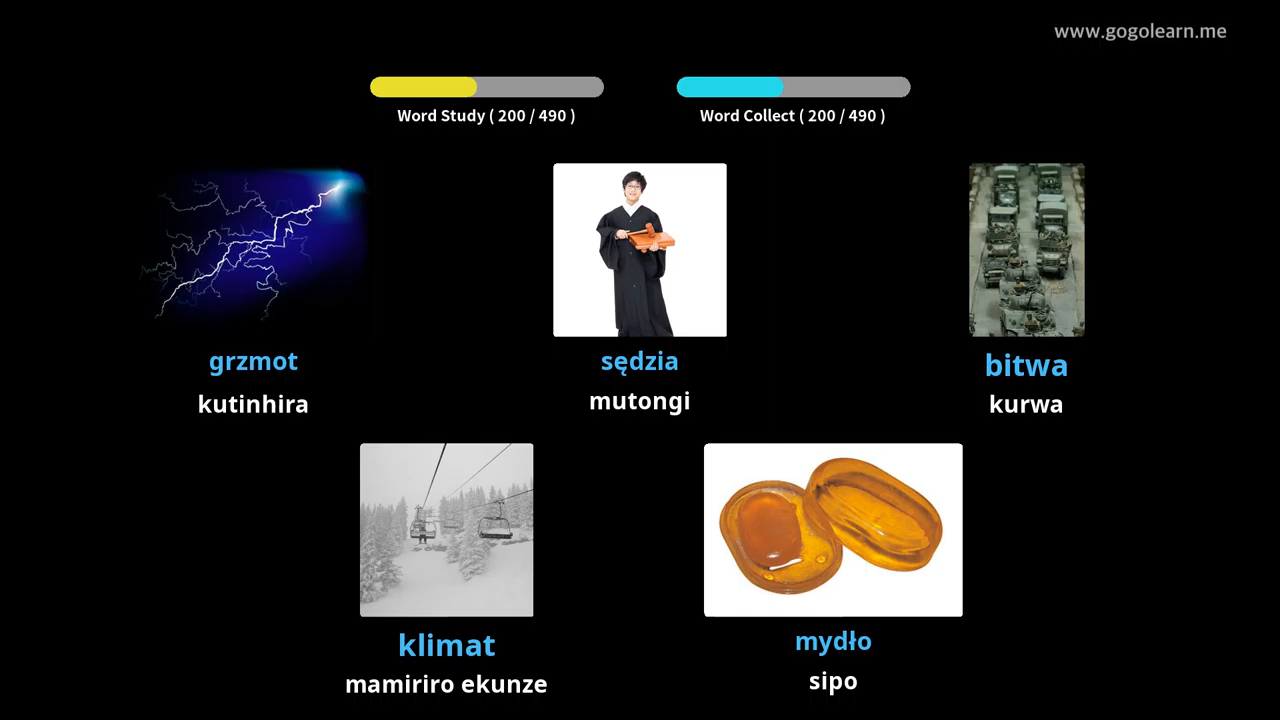 www.gogolearn.me
Word Study ( 200 / 490 )
Word Collect ( 200 / 490 )
grzmot
kutinhira
sędzia
mutongi
bitwa
kurwa
klimat
mamiriro ekunze
mydło
sipo